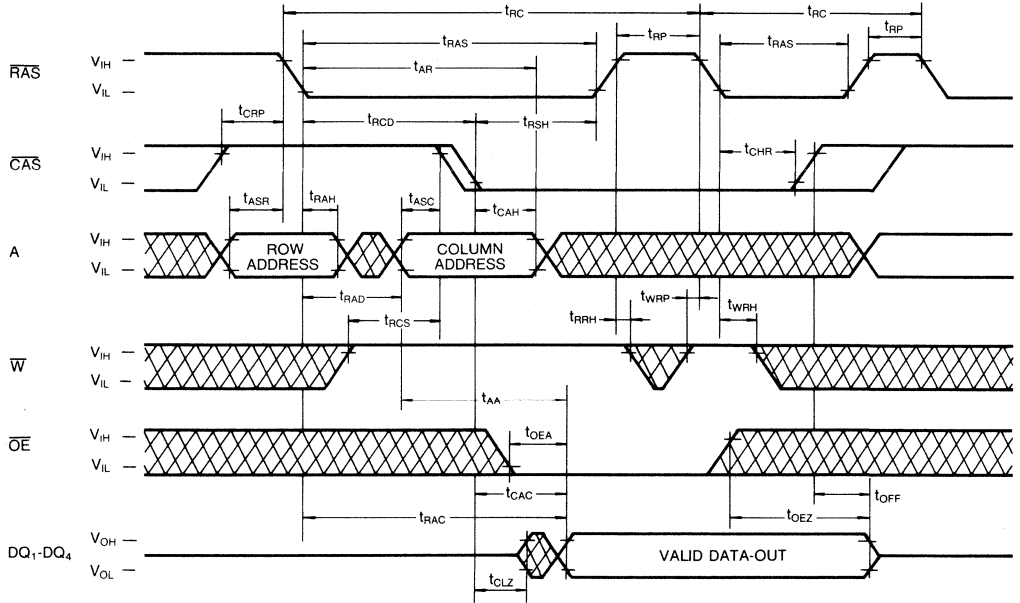 tRC tRC
tRAS tRP tRAS tRP
RAS VIH tAR
VIL
tCRP tRCD tRSH
CAS VIH tCHR
VIL
tASR tRAH tASC tCAH
A VIH ROW ADDRESS COLUMN ADDRESS
VIL
tRAD tWRP
tRCS tRRH tWRH
W VIH
VIL
tAA
OE VIH tOEA
VIL
tCAC tOFF
tRAC tOEZ
DQ1-DQ4 VOH VALID DATA-OUT
VOL
tCLZ